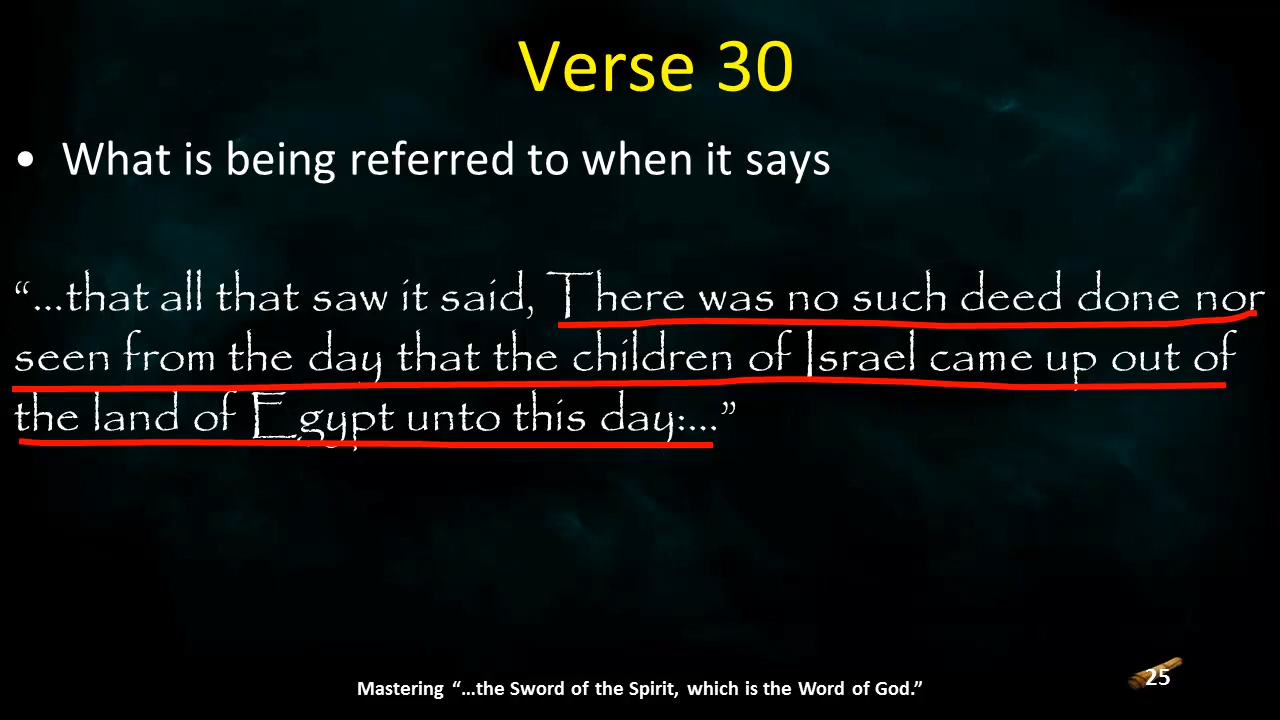 Verse 30
• What is being referred to when it says
“...that all that saw it said, There was no such deed done nor
seen from the day that the children of Israel came up out of
the land of Egypt unto this day:...”
Mastering “...the Sword of the Spirit, which is the Word of God.”
25